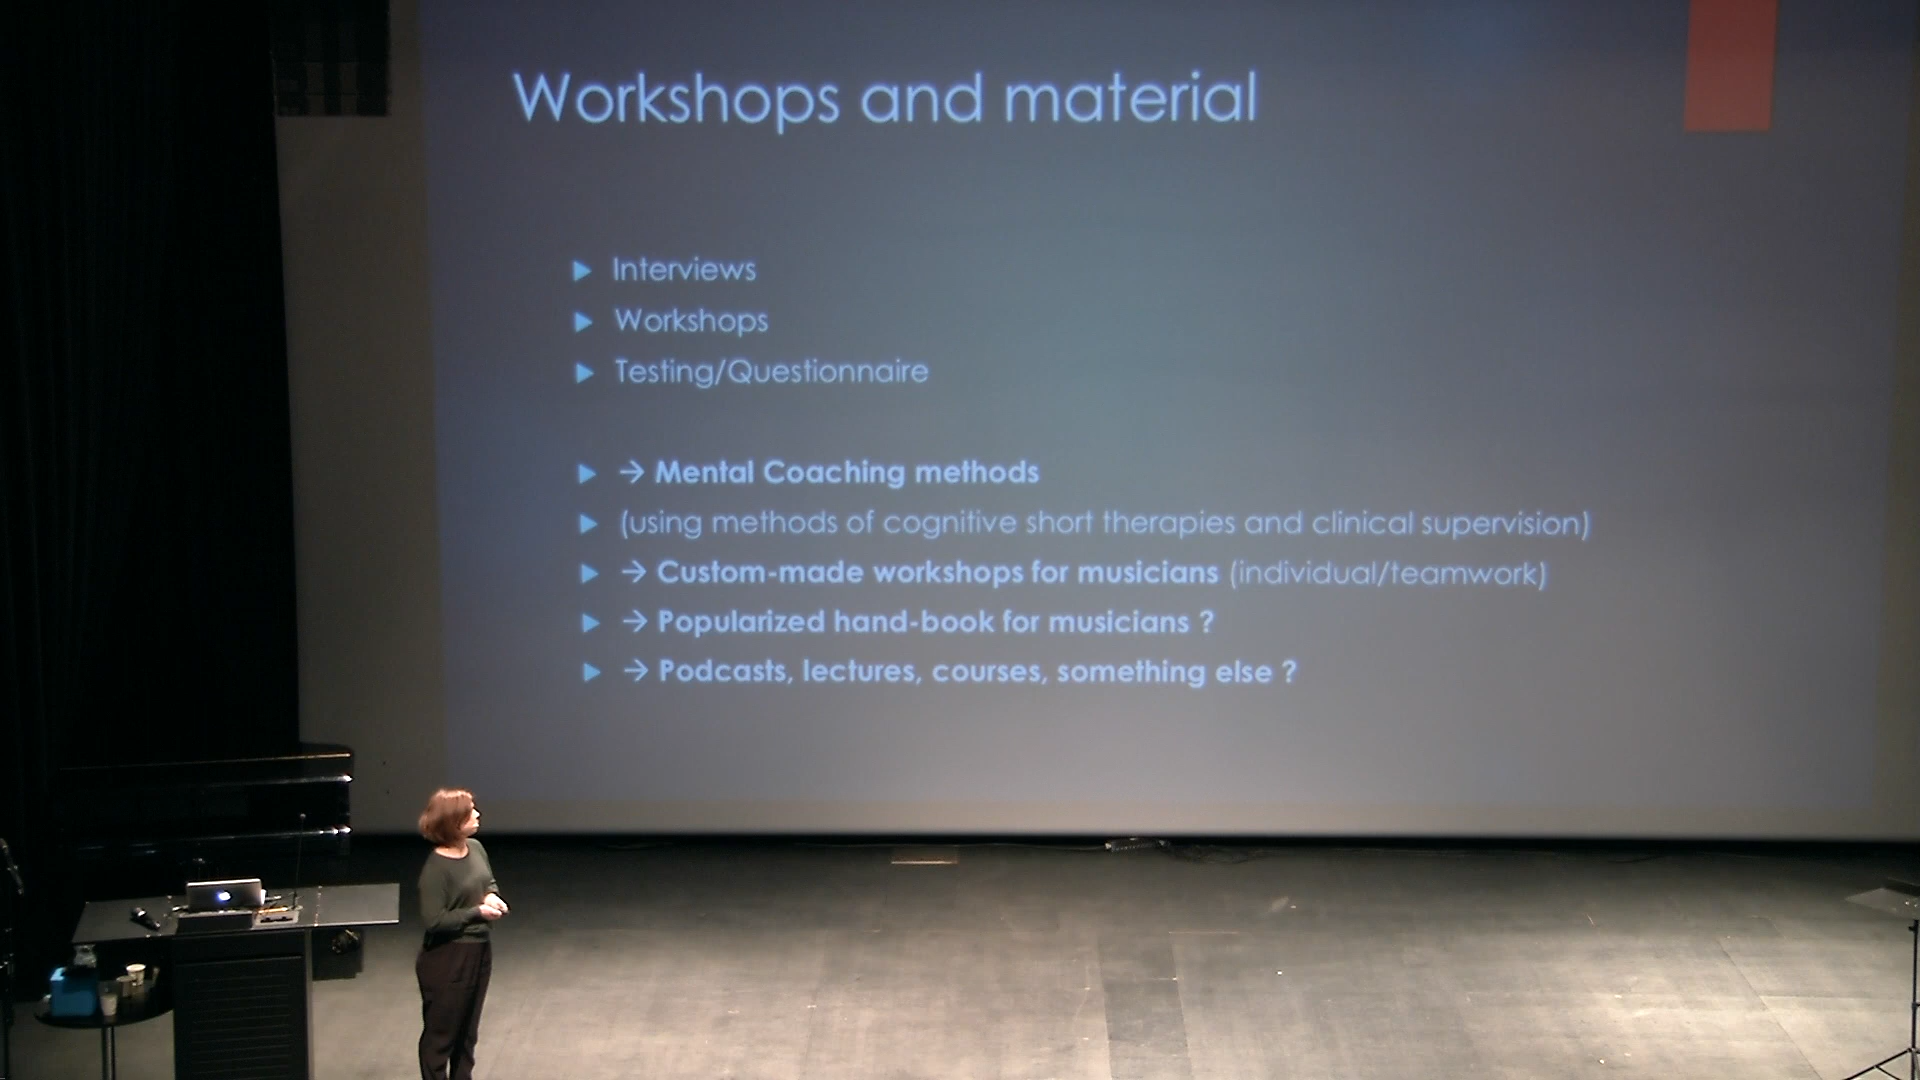 Workshops and material
Interviews
Workshops
Testing/Questionnaire
→ Mental Coaching methods
(using methods of cognitive short therapies and clinical supervision)
→ Custom-made workshops for musicians (individual/teamwork)
→ Popularized hand-book for musicians ?
→ Podcasts, lectures, courses, something else ?